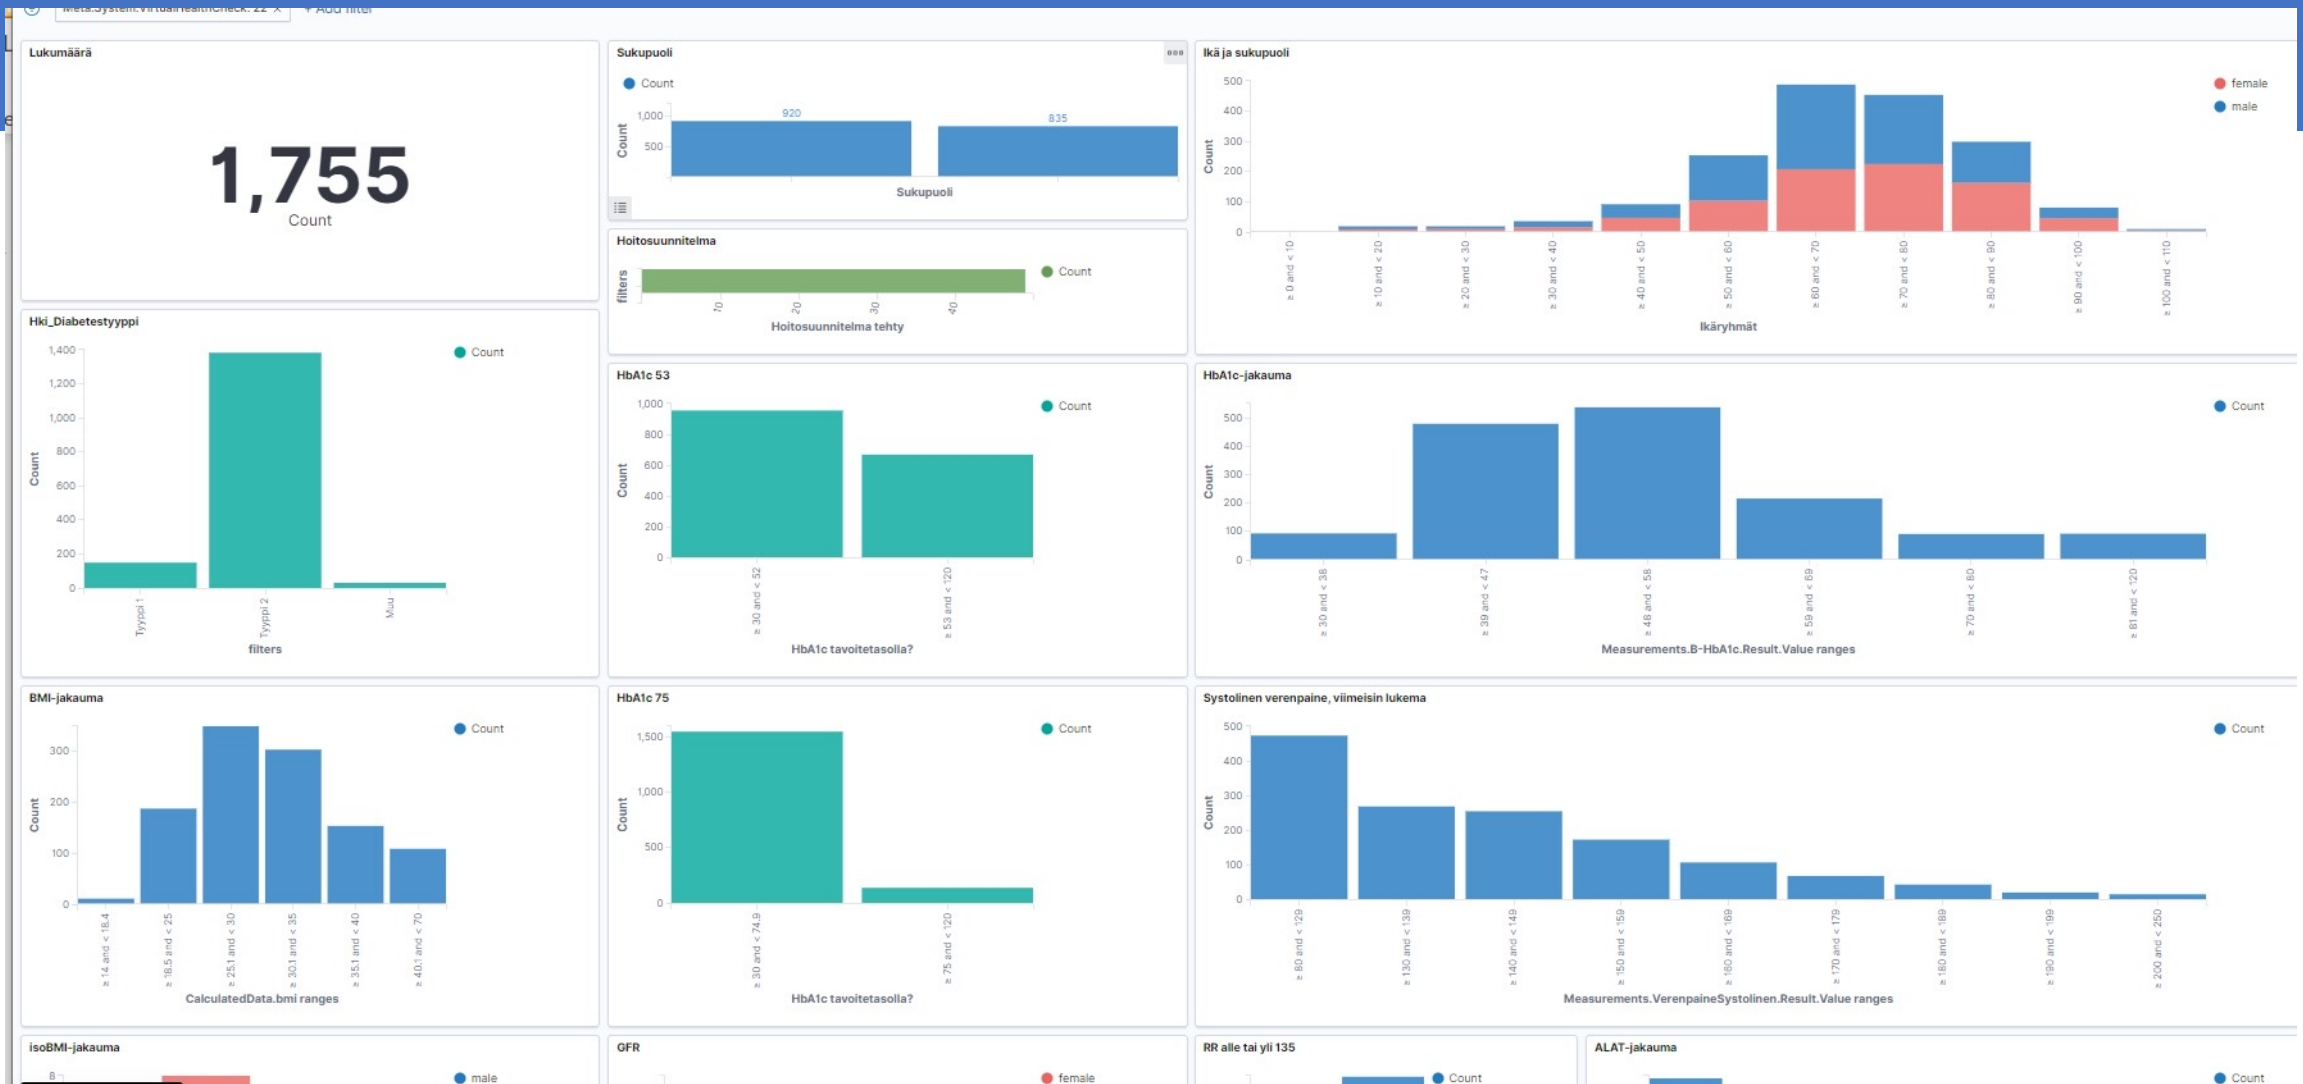 Meta.System.VirtualHealthCheck: 22 × + Add filter
Lukumäärä
1,755
Count
Sukupuoli
Count
Count
1,000
500
920
835
Sukupuoli
Hoitosuunnitelma
filters
Count
10 20 30 40
Hoitosuunnitelma tehty
Ikä ja sukupuoli
Count
500
400
300
200
100
0
female
male
≥ 0 and < 10
≥ 10 and < 20
≥ 20 and < 30
≥ 30 and < 40
≥ 40 and < 50
≥ 50 and < 60
≥ 60 and < 70
≥ 70 and < 80
≥ 80 and < 90
≥ 90 and < 100
≥ 100 and < 110
Ikäryhmät
Hki_Diabetestyyppi
Count
1,400
1,200
1,000
800
600
400
200
0
Count
Tyyppi 1
Tyyppi 2
Muu
filters
HbA1c 53
Count
1,000
800
600
400
200
0
Count
≥ 30 and < 52
≥ 53 and < 120
HbA1c tavoitetasolla?
HbA1c-jakauma
Count
500
400
300
200
100
0
Count
≥ 30 and < 38
≥ 39 and < 47
≥ 48 and < 58
≥ 59 and < 69
≥ 70 and < 80
≥ 81 and < 120
Measurements.B-HbA1c.Result.Value ranges
BMI-jakauma
Count
300
200
100
0
Count
≥ 14 and < 18.4
≥ 18.5 and < 25
≥ 25.1 and < 30
≥ 30.1 and < 35
≥ 35.1 and < 40
≥ 40.1 and < 70
CalculatedData.bmi ranges
HbA1c 75
Count
1,500
1,000
500
0
Count
≥ 30 and < 74.9
≥ 75 and < 120
HbA1c tavoitetasolla?
Systolinen verenpaine, viimeisin lukema
Count
500
400
300
200
100
0
Count
≥ 80 and < 129
≥ 130 and < 139
≥ 140 and < 149
≥ 150 and < 159
≥ 160 and < 169
≥ 170 and < 179
≥ 180 and < 189
≥ 190 and < 199
≥ 200 and < 250
Measurements.VerenpaineSystolinen.Result.Value ranges
isoBMI-jakauma
8
male
GFR
female
RR alle tai yli 135
Count
ALAT-jakauma
Count